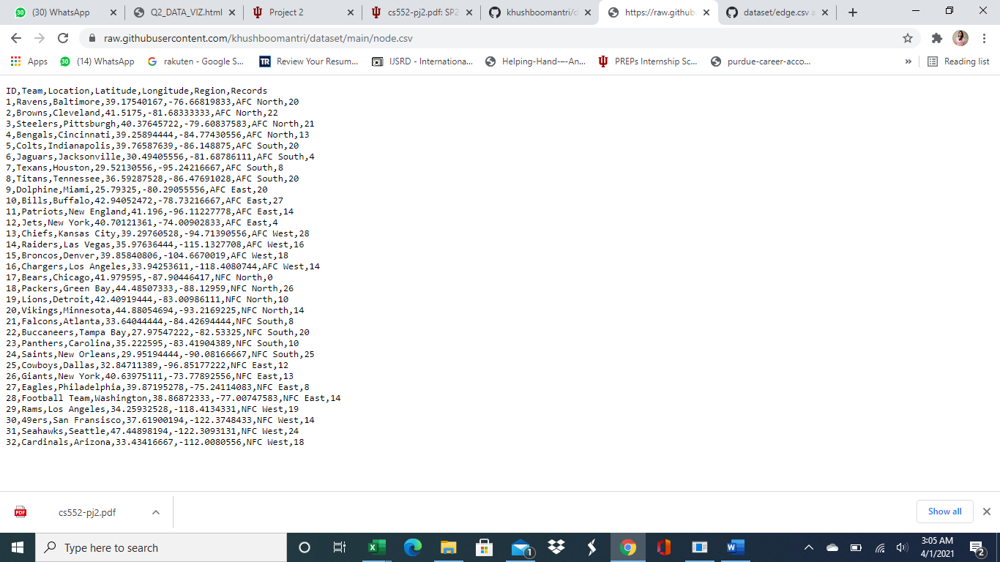 (30) WhatsApp
Q2_DATA_VIZ.html
Project 2
cs552-pj2.pdf: SP2
khushboomantri/d
https://raw.github
dataset/edge.csv a
raw.githubusercontent.com/khushboomantri/dataset/main/node.csv
Apps
30
(14) WhatsApp
rakuten - Google S...
TR
Review Your Resum...
IJSRD - Internationa...
Helping-Hand----An...
PREPs Internship Sc...
purdue-career-acco...
»
Reading list
ID,Team,Location,Latitude,Longitude,Region,Records
1,Ravens,Baltimore,39.17540167,-76.66819833,AFC North,20
2,Browns,Cleveland,41.5175,-81.68333333,AFC North,22
3,Steelers,Pittsburgh,40.37645722,-79.60837583,AFC North,21
4,Bengals,Cincinnati,39.25894444,-84.77430556,AFC North,13
5,Colts,Indianapolis,39.76587639,-86.148875,AFC South,20
6,Jaguars,Jacksonville,30.49405556,-81.68786111,AFC South,4
7,Texans,Houston,29.52130556,-95.24216667,AFC South,8
8,Titans,Tennessee,36.59287528,-86.47691028,AFC South,20
9,Dolphine,Miami,25.79325,-80.29055556,AFC East,20
10,Bills,Buffalo,42.94052472,-78.73216667,AFC East,27
11,Patriots,New England,41.196,-96.11227778,AFC East,14
12,Jets,New York,40.70121361,-74.00902833,AFC East,4
13,Chiefs,Kansas City,39.29760528,-94.71390556,AFC West,28
14,Raiders,Las Vegas,35.97636444,-115.1327708,AFC West,16
15,Broncos,Denver,39.85840806,-104.6670019,AFC West,18
16,Chargers,Los Angeles,33.94253611,-118.4080744,AFC West,14
17,Bears,Chicago,41.979595,-87.90446417,NFC North,0
18,Packers,Green Bay,44.48507333,-88.12959,NFC North,26
19,Lions,Detroit,42.40919444,-83.00986111,NFC North,10
20,Vikings,Minnesota,44.88054694,-93.2169225,NFC North,14
21,Falcons,Atlanta,33.64044444,-84.42694444,NFC South,8
22,Buccaneers,Tampa Bay,27.97547222,-82.53325,NFC South,20
23,Panthers,Carolina,35.222595,-83.41904389,NFC South,10
24,Saints,New Orleans,29.95194444,-90.08166667,NFC South,25
25,Cowboys,Dallas,32.84711389,-96.85177222,NFC East,12
26,Giants,New York,40.63975111,-73.77892556,NFC East,13
27,Eagles,Philadelphia,39.87195278,-75.24114083,NFC East,8
28,Football Team,Washington,38.86872333,-77.00747583,NFC East,14
29,Rams,Los Angeles,34.25932528,-118.4134331,NFC West,19
30,49ers,San Fransisco,37.61900194,-122.3748433,NFC West,14
31,Seahawks,Seattle,47.44898194,-122.3093131,NFC West,24
32,Cardinals,Arizona,33.43416667,-112.0080556,NFC West,18
PDF
cs552-pj2.pdf
Show all
Type here to search
1
3:05 AM
4/1/2021
2